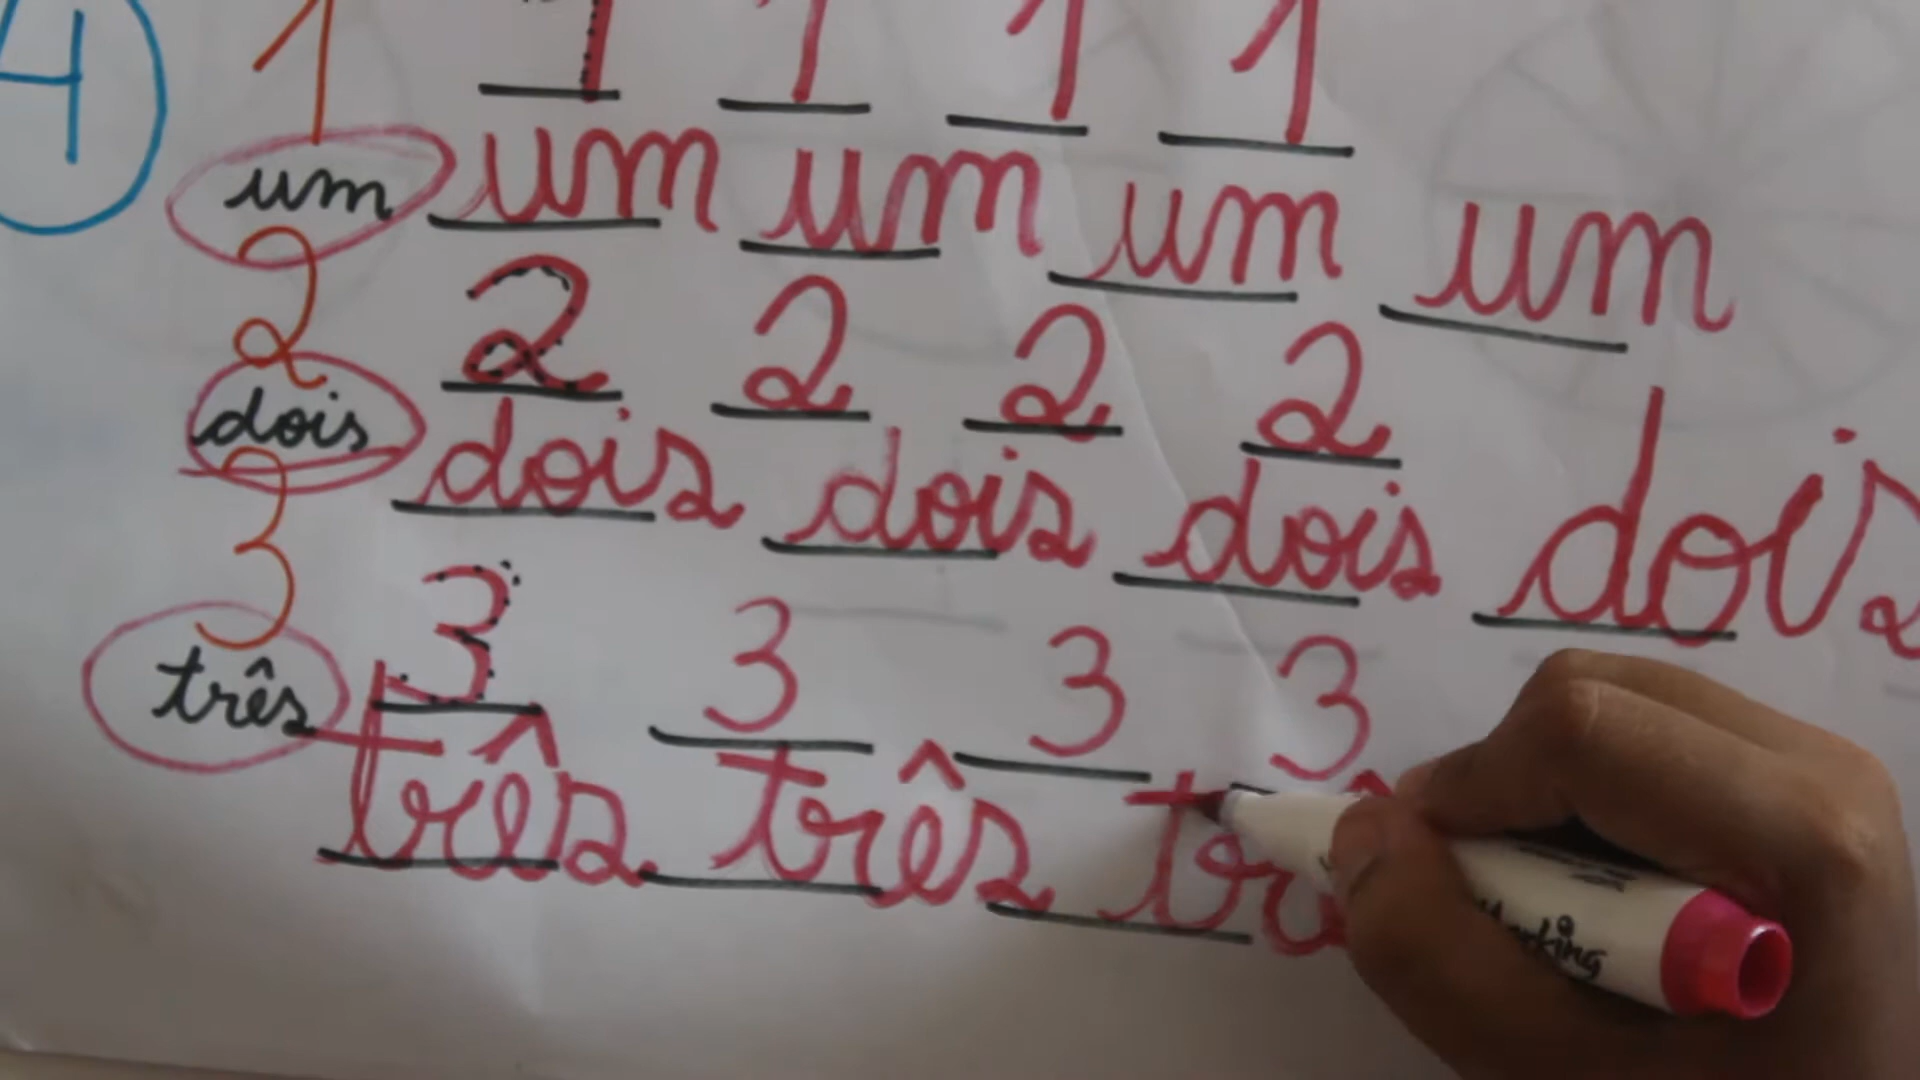 4
1 1 1 1 1
um um um um um
2 2 2 2 2
dois dois dois dois dois
3 3 3 3 3
três três três trê